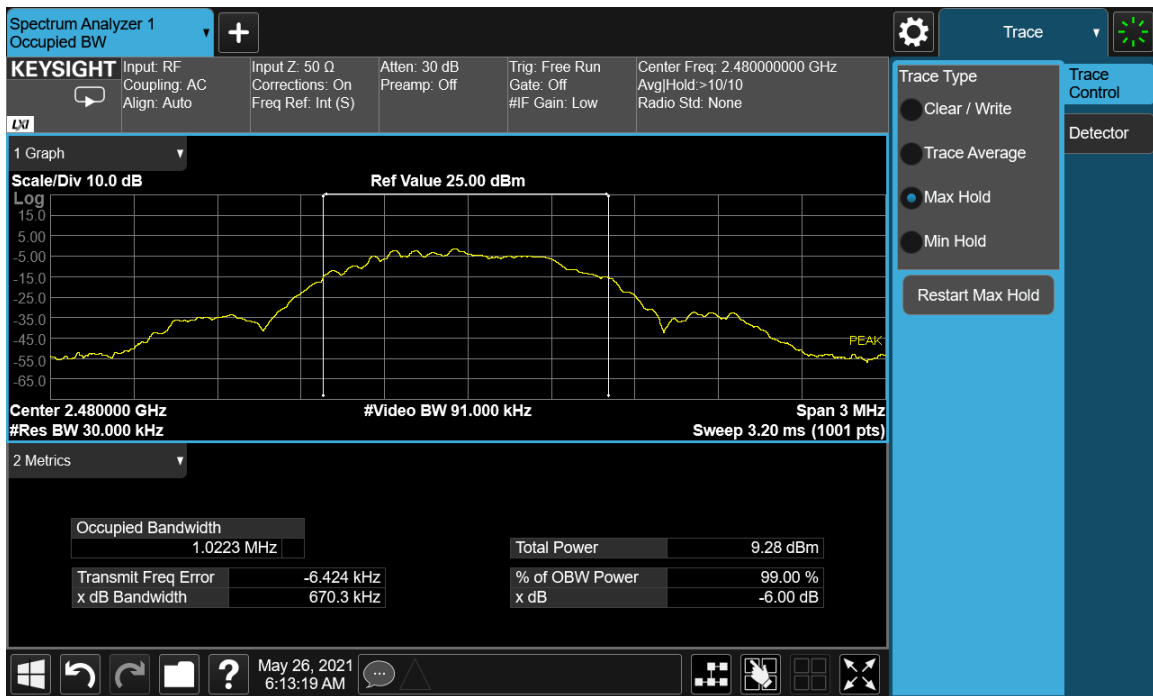 Spectrum Analyzer 1
Occupied BW
+
Trace
KEYSIGHT
LXI
Input: RF
Coupling: AC
Align: Auto
Input Z: 50 Ω
Corrections: On
Freq Ref: Int (S)
Atten: 30 dB
Preamp: Off
Trig: Free Run
Gate: Off
#IF Gain: Low
Center Freq: 2.480000000 GHz
Avg|Hold:>10/10
Radio Std: None
Trace Type
Clear / Write
Trace Average
Max Hold
Min Hold
Restart Max Hold
Trace
Control
Detector
1 Graph
Scale/Div 10.0 dB
Ref Value 25.00 dBm
Log
15.0
5.00
-5.00
-15.0
-25.0
-35.0
-45.0
-55.0
-65.0
PEAK
Center 2.480000 GHz
#Video BW 91.000 kHz
Span 3 MHz
#Res BW 30.000 kHz
Sweep 3.20 ms (1001 pts)
2 Metrics
Occupied Bandwidth
1.0223 MHz
Total Power 9.28 dBm
Transmit Freq Error -6.424 kHz
% of OBW Power 99.00 %
x dB Bandwidth 670.3 kHz
x dB -6.00 dB
?
May 26, 2021
6:13:19 AM